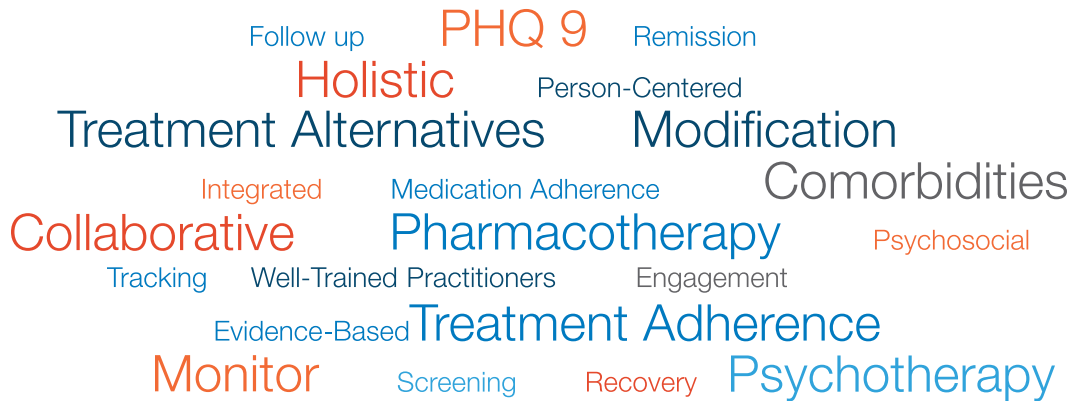 Follow up PHQ 9 Remission
Holistic Person-Centered
Treatment Alternatives Modification
Integrated Medication Adherence Comorbidities
Collaborative Pharmacotherapy Psychosocial
Tracking Well-Trained Practitioners Engagement
Evidence-Based Treatment Adherence
Monitor Screening Recovery Psychotherapy